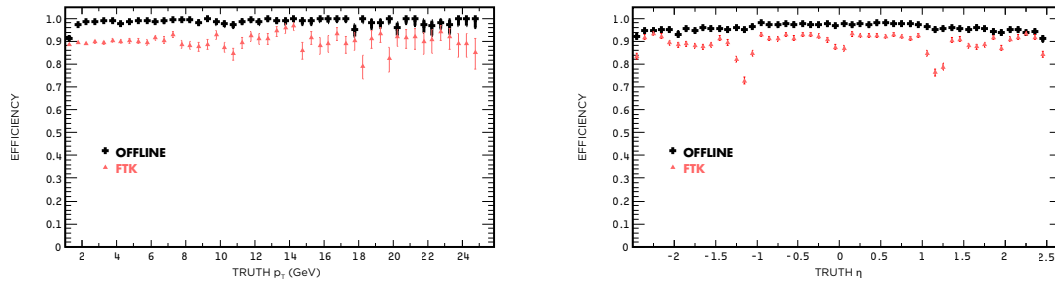 EFFICIENCY
1.0
0.9
0.9
0.7
0.6
0.5
0.4
0.3
0.2
0.1
0
OFFLINE
FTK
2 4 6 8 10 12 14 16 18 20 22 24
TRUTH pT (GeV)
EFFICIENCY
1.0
0.9
0.9
0.7
0.6
0.5
0.4
0.3
0.2
0.1
0
OFFLINE
FTK
-2 -1.5 -1 -0.5 0 0.5 1 1.5 2 2.5
TRUTH η